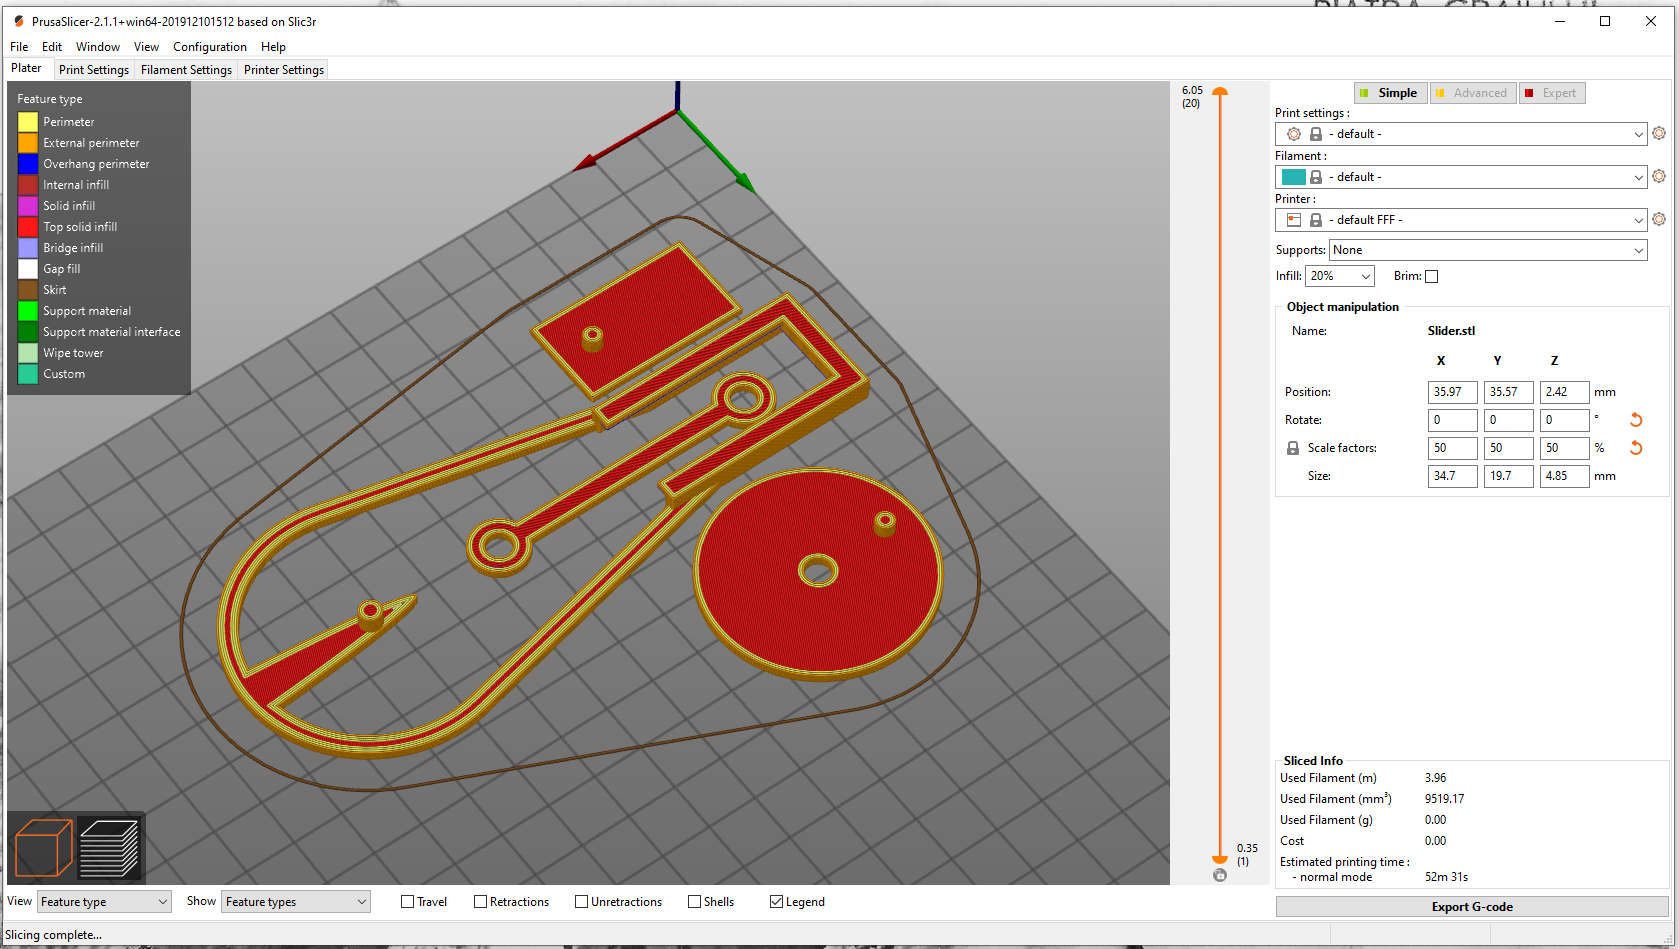 PrusaSlicer-2.1.1+win64-201912101512 based on Slic3r
File Edit Window View Configuration Help
Plater Print Settings Filament Settings Printer Settings
Feature type
Perimeter
External perimeter
Overhang perimeter
Internal infill
Solid infill
Top solid infill
Bridge infill
Gap fill
Skirt
Support material
Support material interface
Wipe tower
Custom
6.05
(20)
0.35
(1)
Simple Advanced Expert
Print settings :
- default -
Filament :
- default -
Printer :
- default FFF -
Supports: None
Infill: 20% Brim:
Object manipulation
Name: Slider.stl
X Y Z
Position: 35.97 35.57 2.42 mm
Rotate: 0 0 0 °
Scale factors: 50 50 50 %
Size: 34.7 19.7 4.85 mm
Sliced Info
Used Filament (m) 3.96
Used Filament (mm³) 9519.17
Used Filament (g) 0.00
Cost 0.00
Estimated printing time :
- normal mode 52m 31s
Export G-code
View Feature type Show Feature types Travel Retractions Unretractions Shells Legend
Slicing complete...